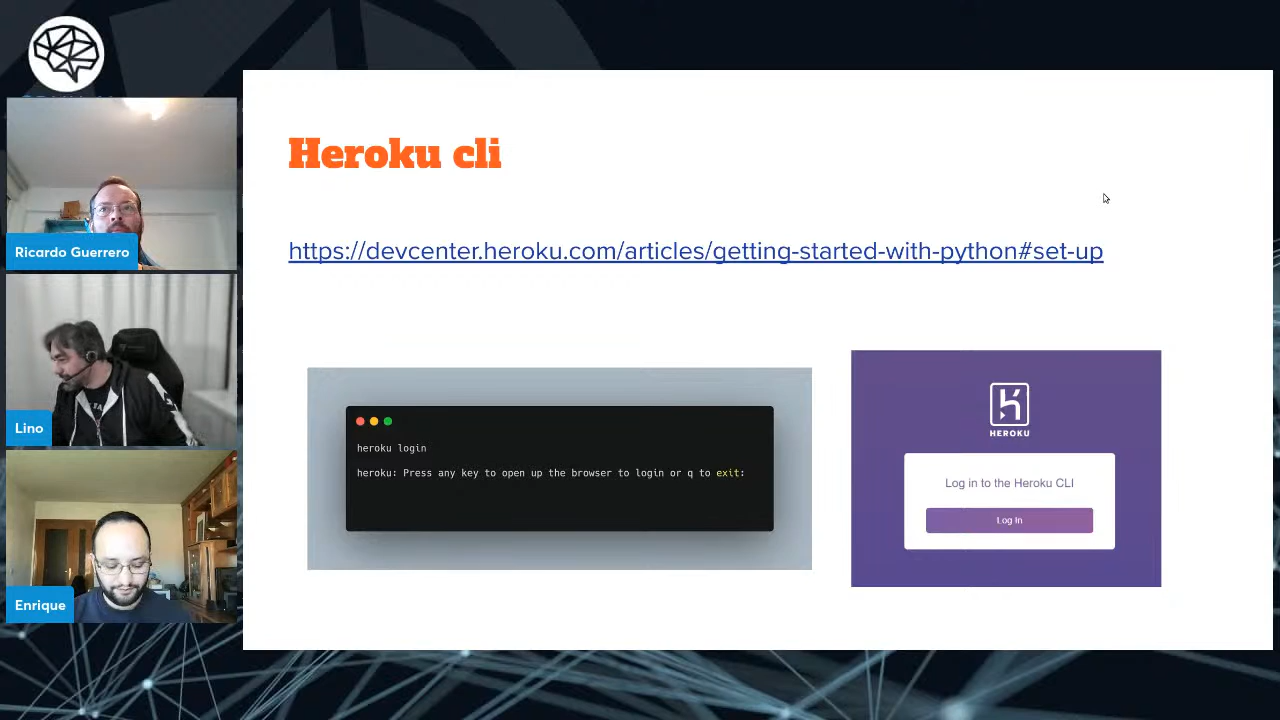 Heroku cli
https://devcenter.heroku.com/articles/getting-started-with-python#set-up
Ricardo Guerrero
Lino
Enrique
heroku login
heroku: Press any key to open up the browser to login or q to exit:
HEROKU
Log in to the Heroku CLI
Log In